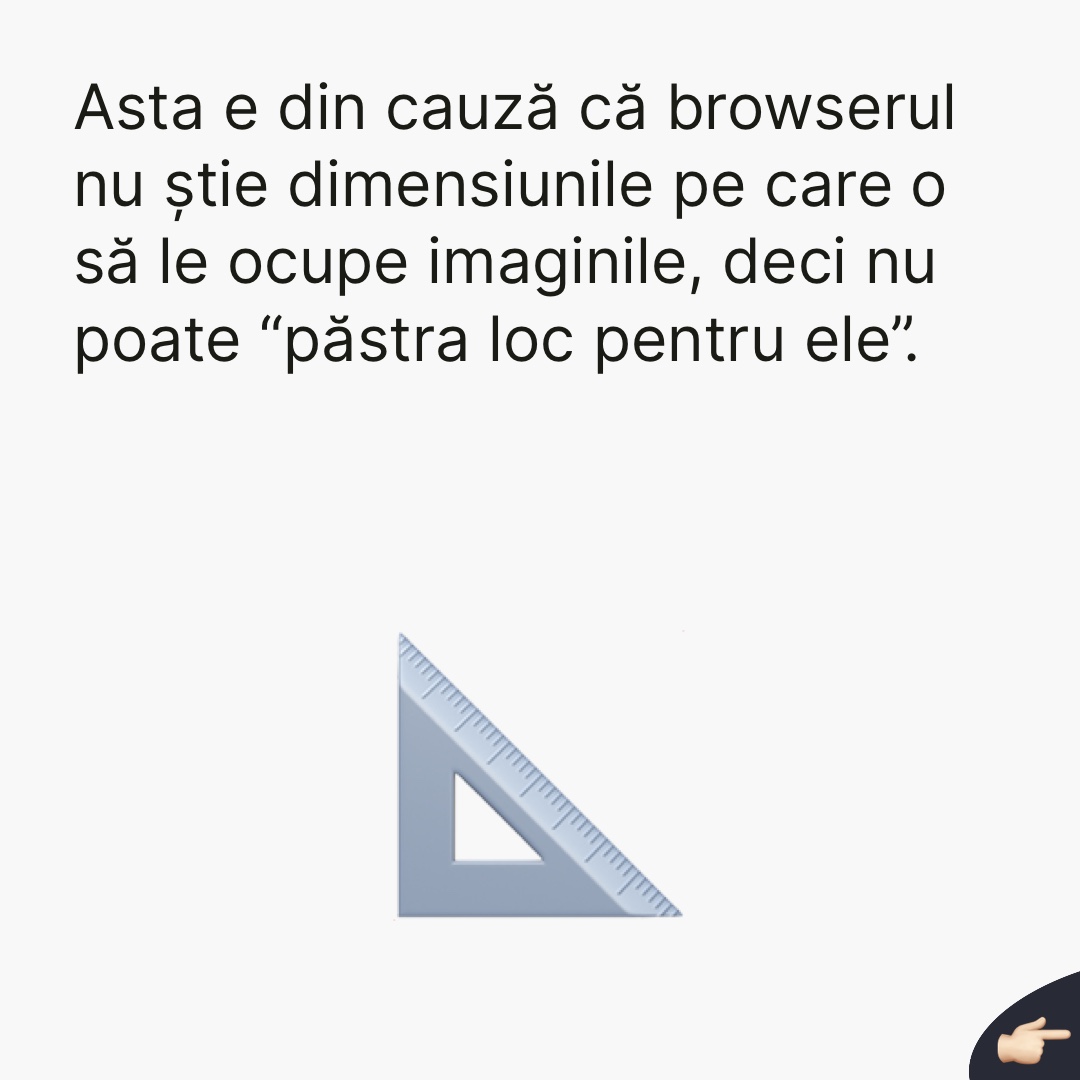 Asta e din cauză că browserul
nu știe dimensiunile pe care o
să le ocupe imaginile, deci nu
poate “păstra loc pentru ele”.